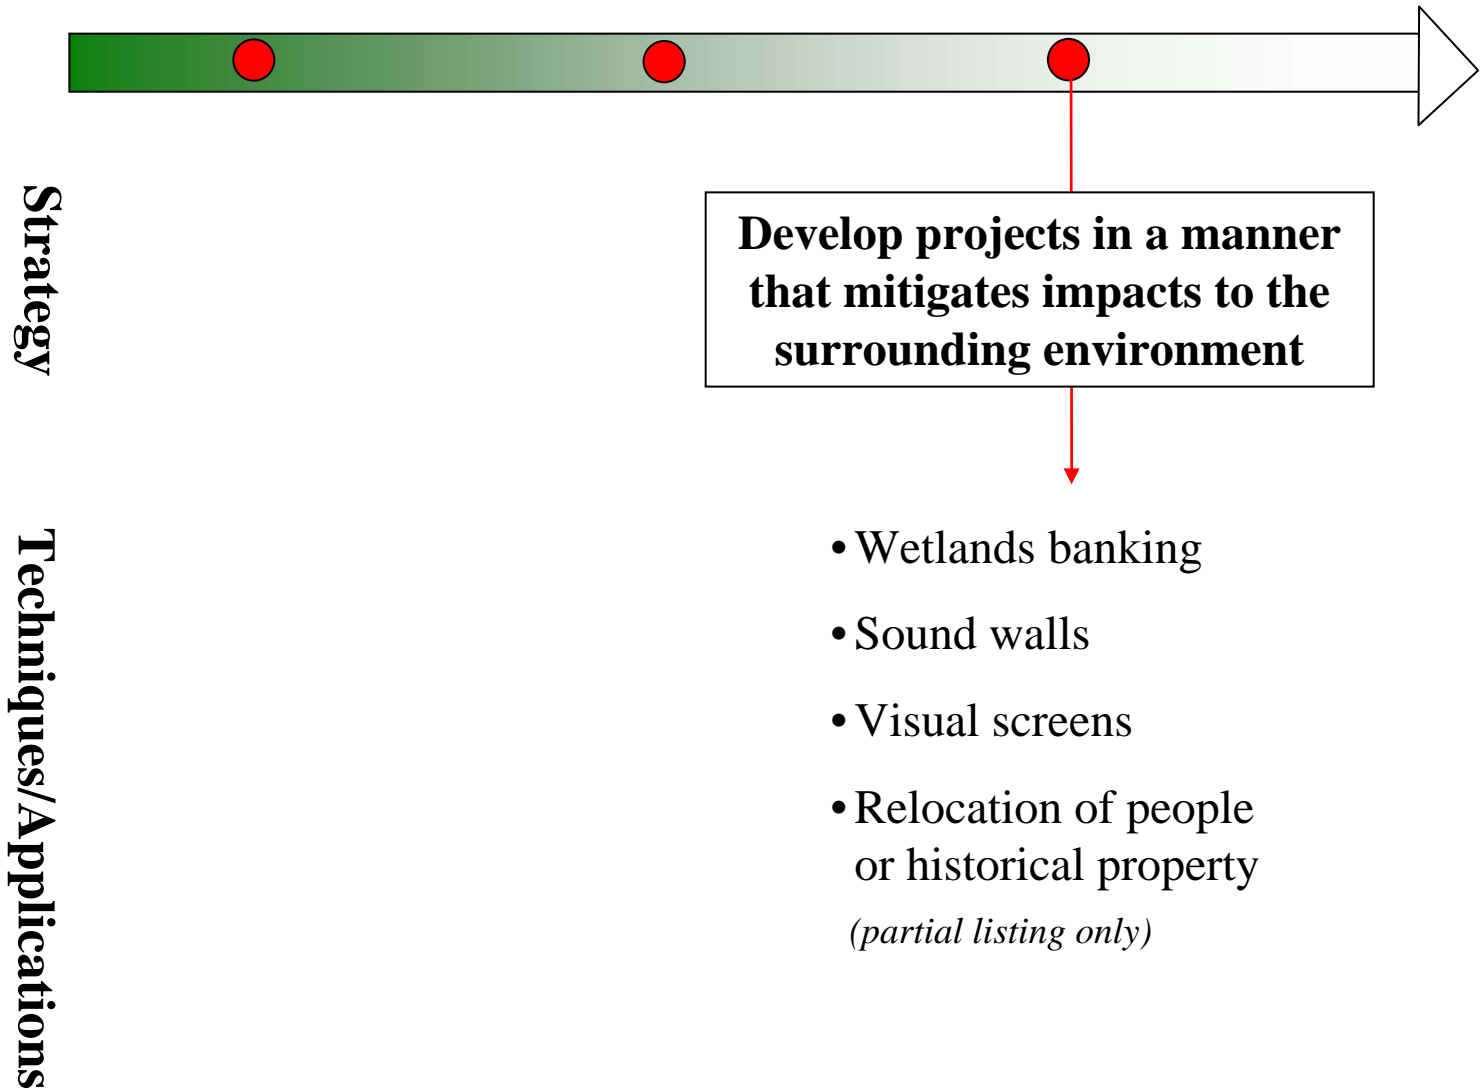 Strategy
Develop projects in a manner
that mitigates impacts to the
surrounding environment
Techniques/Applications
• Wetlands banking
• Sound walls
• Visual screens
• Relocation of people
or historical property
(partial listing only)